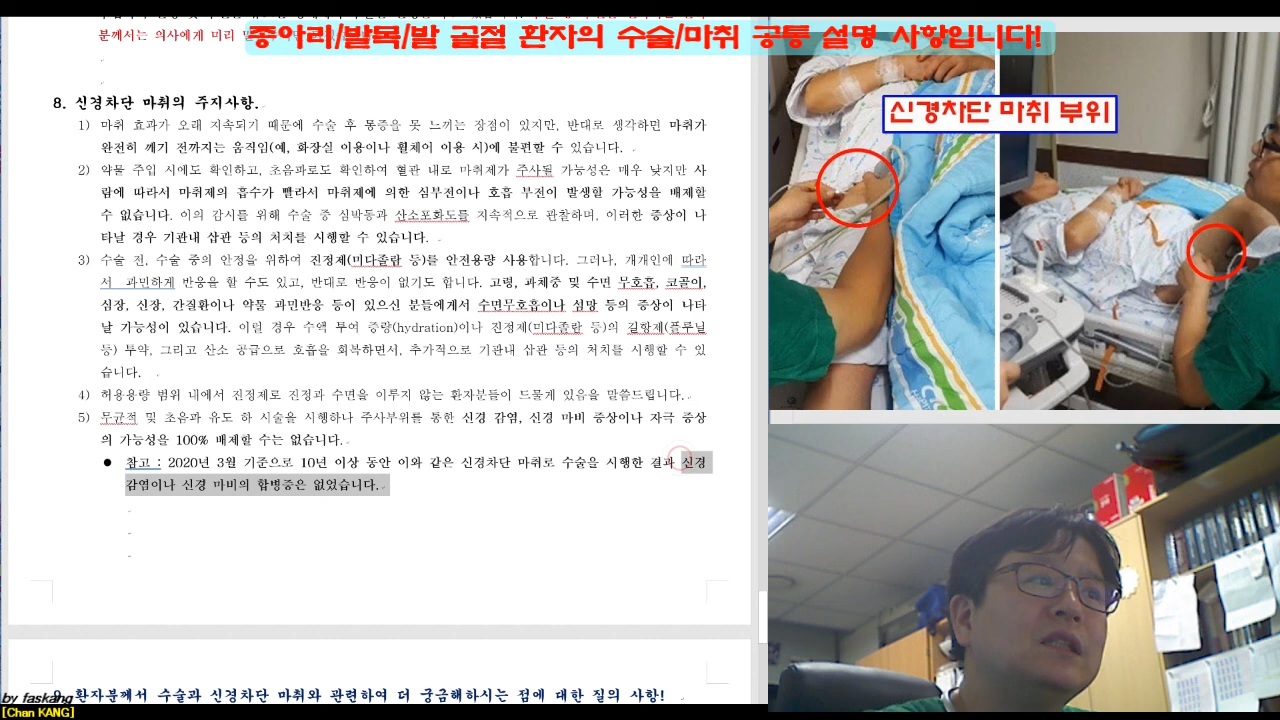 종아리/발목/발 골절 환자의 수술/마취 공통 설명 사항입니다!
분께서는 의사에게 미리
8. 신경차단 마취의 주지사항.
1) 마취 효과가 오래 지속되기 때문에 수술 후 통증을 못 느끼는 장점이 있지만, 반대로 생각하면 마취가
완전히 깨기 전까지는 움직임(예, 화장실 이용이나 휠체어 이용 시)에 불편할 수 있습니다.
2) 약물 주입 시에도 확인하고, 초음파로도 확인하여 혈관 내로 마취제가 주사될 가능성은 매우 낮지만 사
람에 따라서 마취제의 흡수가 빨라서 마취제에 의한 심부전이나 호흡 부전이 발생할 가능성을 배제할
수 없습니다. 이의 감시를 위해 수술 중 심박동과 산소포화도를 지속적으로 관찰하며, 이러한 증상이 나
타날 경우 기관내 삽관 등의 처치를 시행할 수 있습니다.
3) 수술 전, 수술 중의 안정을 위하여 진정제(미다졸람 등)를 안전용량 사용합니다. 그러나, 개개인에 따라
서 과민하게 반응을 할 수도 있고, 반대로 반응이 없기도 합니다. 고령, 과체중 및 수면 무호흡, 코골이,
심장, 신장, 간질환이나 약물 과민반응 등이 있으신 분들에게서 수면무호흡이나 섬망 등의 증상이 나타
날 가능성이 있습니다. 이럴 경우 수액 투여 증량(hydration)이나 진정제(미다졸람 등)의 길항제(플루닐
등) 투약, 그리고 산소 공급으로 호흡을 회복하면서, 추가적으로 기관내 삽관 등의 처치를 시행할 수 있
습니다.
4) 허용용량 범위 내에서 진정제로 진정과 수면을 이루지 않는 환자분들이 드물게 있음을 말씀드립니다.
5) 무균적 및 초음파 유도 하 시술을 시행하나 주사부위를 통한 신경 감염, 신경 마비 증상이나 자극 증상
의 가능성을 100% 배제할 수는 없습니다.
● 참고 : 2020년 3월 기준으로 10년 이상 동안 이와 같은 신경차단 마취로 수술을 시행한 결과 신경
감염이나 신경 마비의 합병증은 없었습니다.
9. 환자분께서 수술과 신경차단 마취와 관련하여 더 궁금해하시는 점에 대한 질의 사항!
by faskang
[Chan KANG]
신경차단 마취 부위